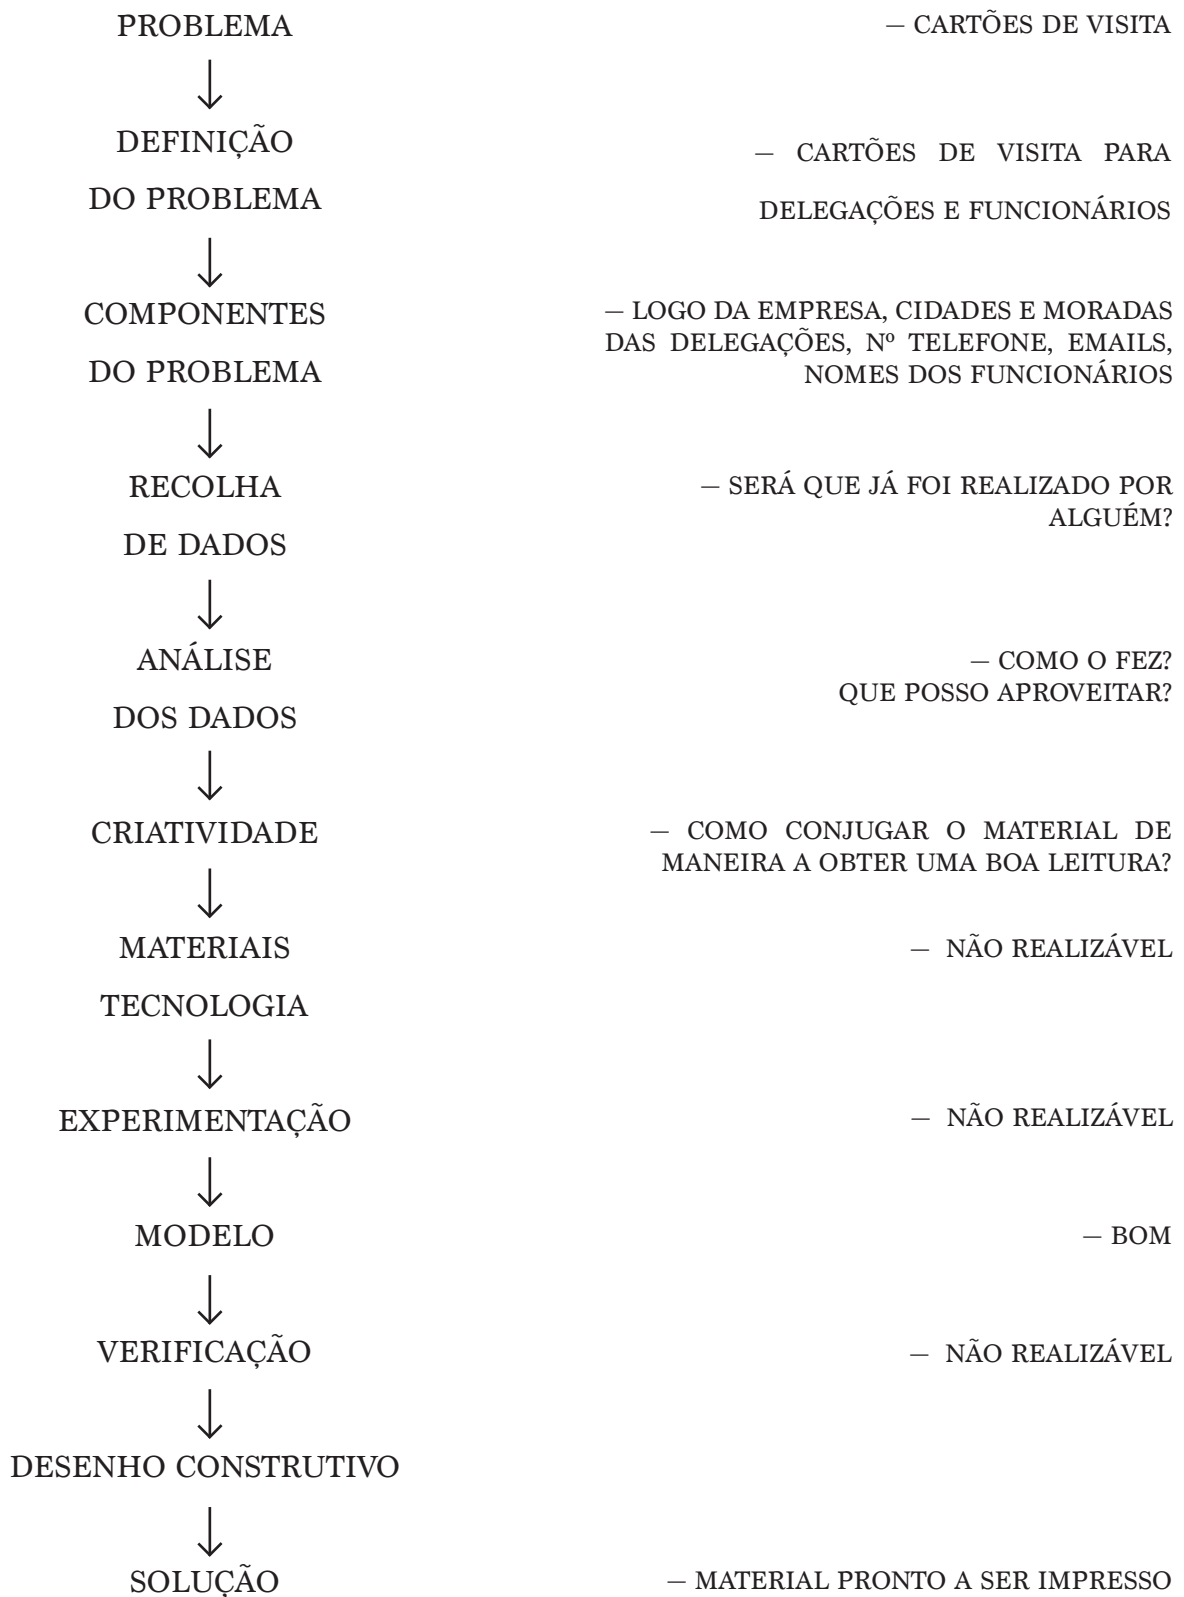 PROBLEMA
— CARTÕES DE VISITA
DEFINIÇÃO
DO PROBLEMA
— CARTÕES DE VISITA PARA
DELEGAÇÕES E FUNCIONÁRIOS
COMPONENTES
DO PROBLEMA
— LOGO DA EMPRESA, CIDADES E MORADAS
DAS DELEGAÇÕES, Nº TELEFONE, EMAILS,
NOMES DOS FUNCIONÁRIOS
RECOLHA
DE DADOS
— SERÁ QUE JÁ FOI REALIZADO POR
ALGUÉM?
ANÁLISE
DOS DADOS
— COMO O FEZ?
QUE POSSO APROVEITAR?
CRIATIVIDADE
— COMO CONJUGAR O MATERIAL DE
MANEIRA A OBTER UMA BOA LEITURA?
MATERIAIS
TECNOLOGIA
— NÃO REALIZÁVEL
EXPERIMENTAÇÃO
— NÃO REALIZÁVEL
MODELO
— BOM
VERIFICAÇÃO
— NÃO REALIZÁVEL
DESENHO CONSTRUTIVO
SOLUÇÃO
— MATERIAL PRONTO A SER IMPRESSO